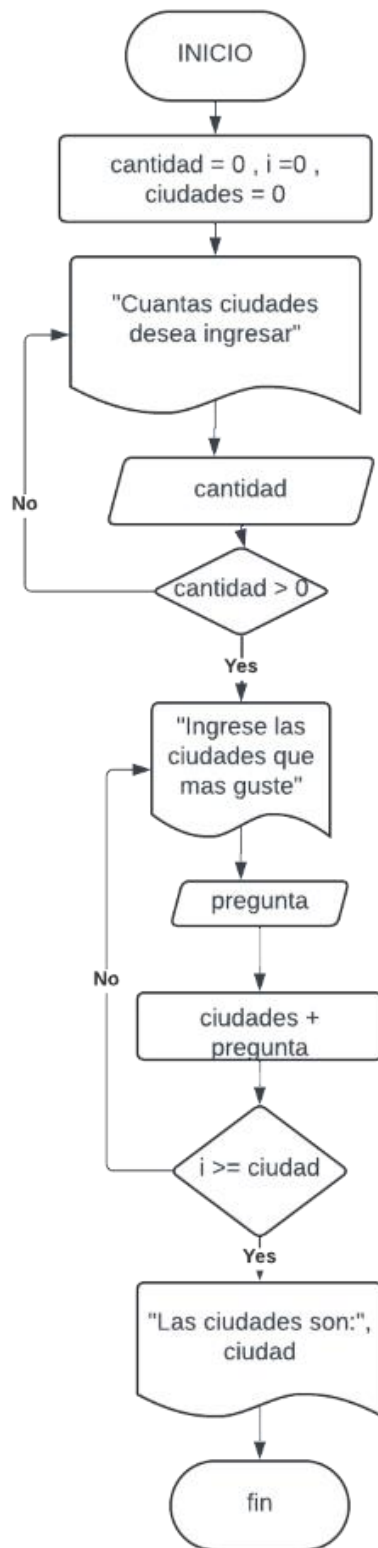 INICIO
cantidad = 0 , i =0 ,
ciudades = 0
"Cuantas ciudades
desea ingresar"
cantidad
No
cantidad > 0
Yes
"Ingrese las
ciudades que
mas guste"
pregunta
No
ciudades +
pregunta
i >= ciudad
Yes
"Las ciudades son:",
ciudad
fin